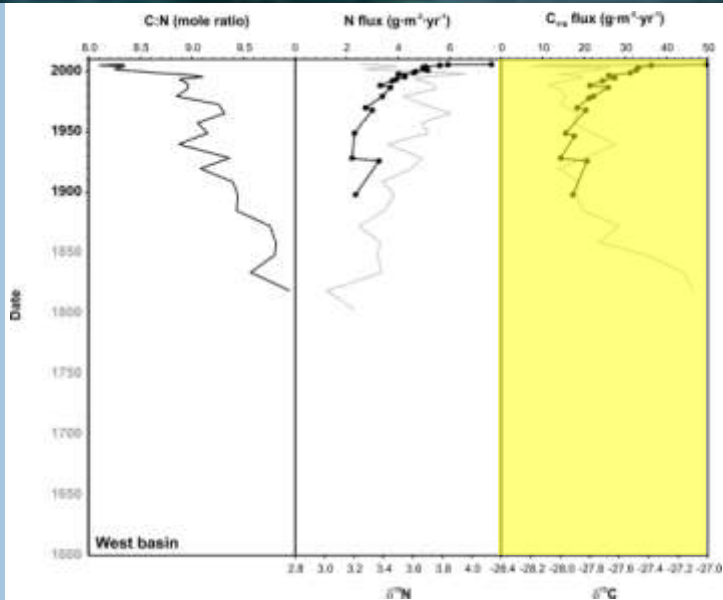 C:N (mole ratio) N flux (g·m⁻²·yr⁻¹) Corg flux (g·m⁻²·yr⁻¹)
8.0 8.5 9.0 9.5 0 2 4 6 0 10 20 30 40 50
2000
1950
1900
1850
1800
1750
1700
1650
1600
Date
West basin
2.8 3.0 3.2 3.4 3.6 3.8 4.0 -28.4 -28.2 -28.0 -27.8 -27.6 -27.4 -27.2 -27.0
δ¹⁵N δ¹³C